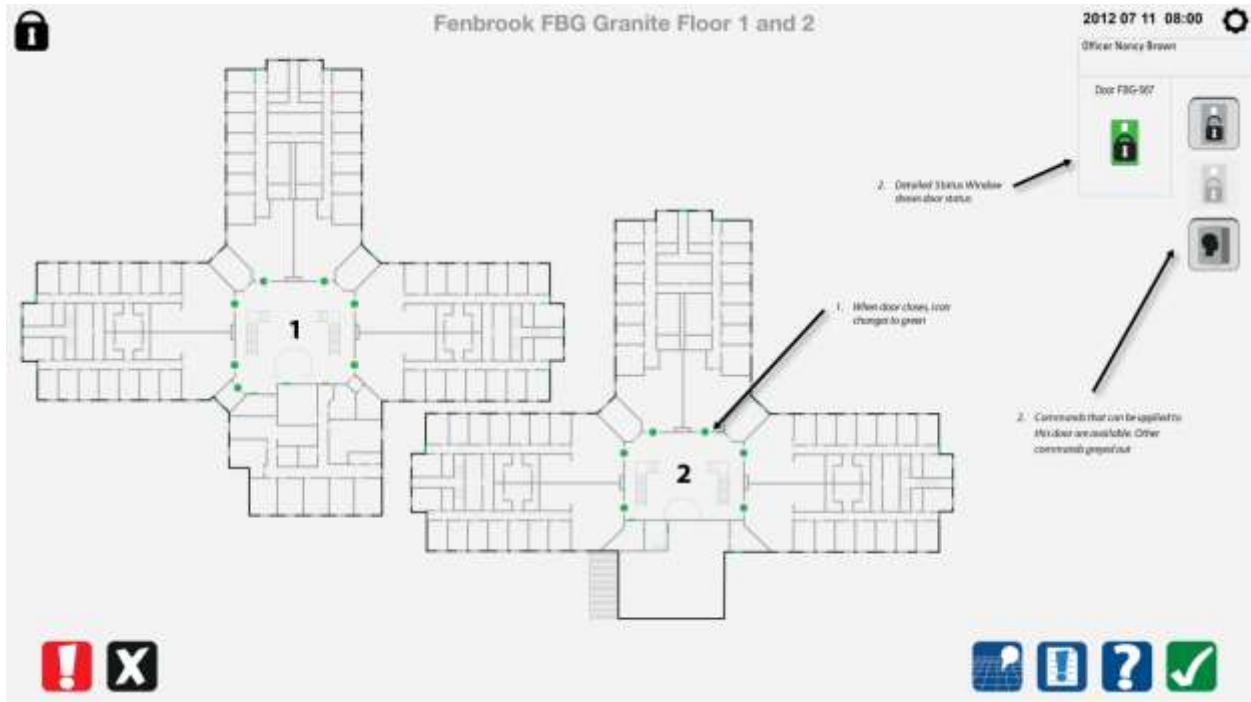 Fenbrook FBG Granite Floor 1 and 2
2012 07 11 08:00
Officer Nancy Brown
Door FBG-567
2. Detailed Status Window
shows door status
1. When door closes, icon
changes to green
1
2
2. Commands that can be applied to
this door are available. Other
commands greyed out